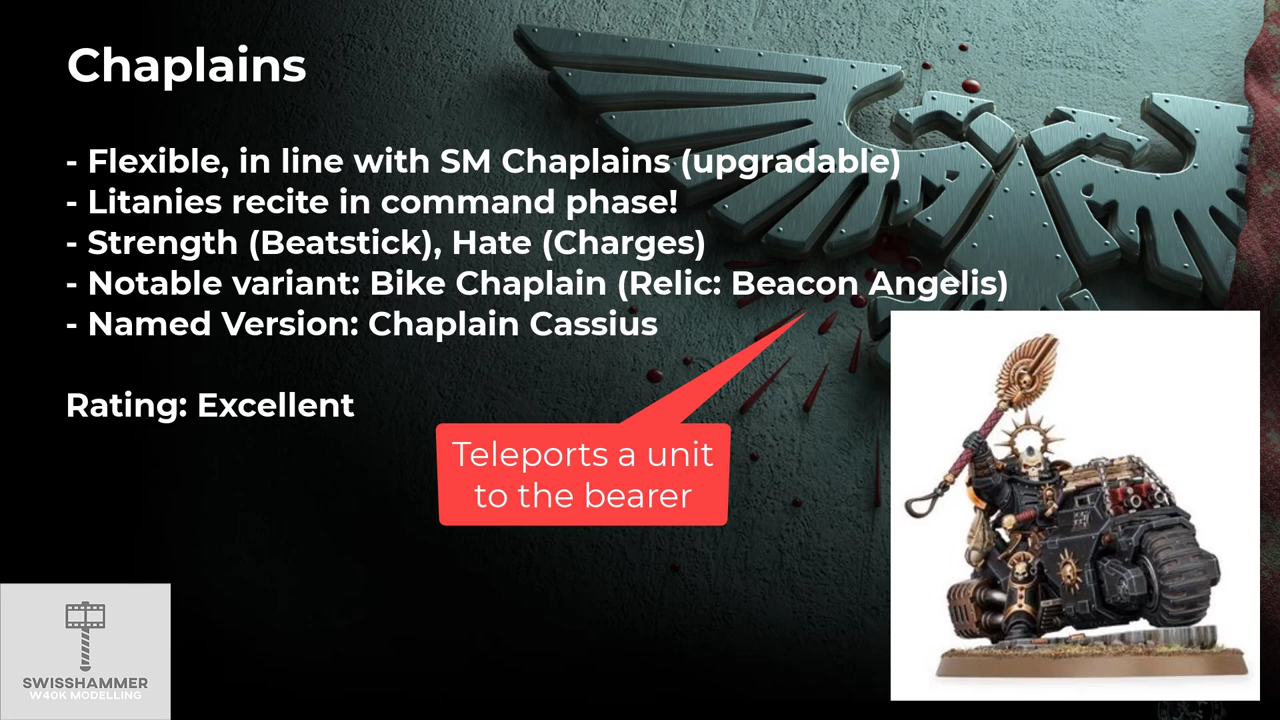 Chaplains
- Flexible, in line with SM Chaplains (upgradable)
- Litanies recite in command phase!
- Strength (Beatstick), Hate (Charges)
- Notable variant: Bike Chaplain (Relic: Beacon Angelis)
- Named Version: Chaplain Cassius
Rating: Excellent
Teleports a unit
to the bearer
SWISSHAMMER
W40K MODELLING